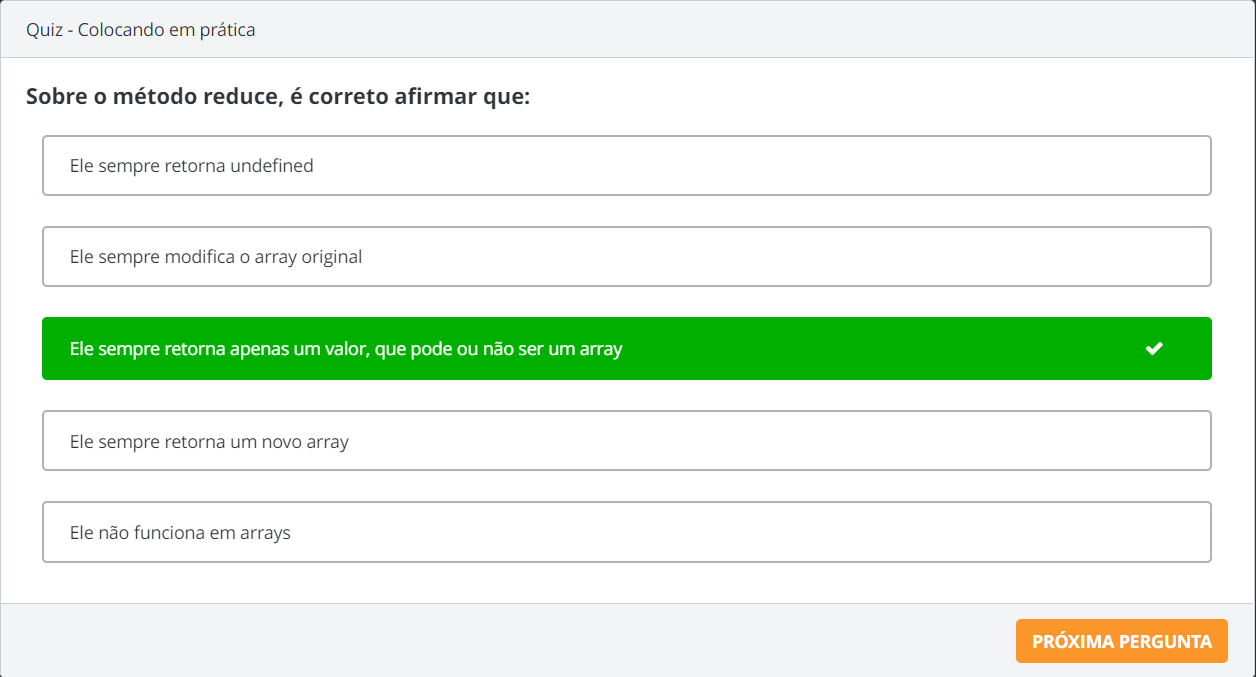 Quiz - Colocando em prática
Sobre o método reduce, é correto afirmar que:
Ele sempre retorna undefined
Ele sempre modifica o array original
Ele sempre retorna apenas um valor, que pode ou não ser um array
Ele sempre retorna um novo array
Ele não funciona em arrays
PRÓXIMA PERGUNTA